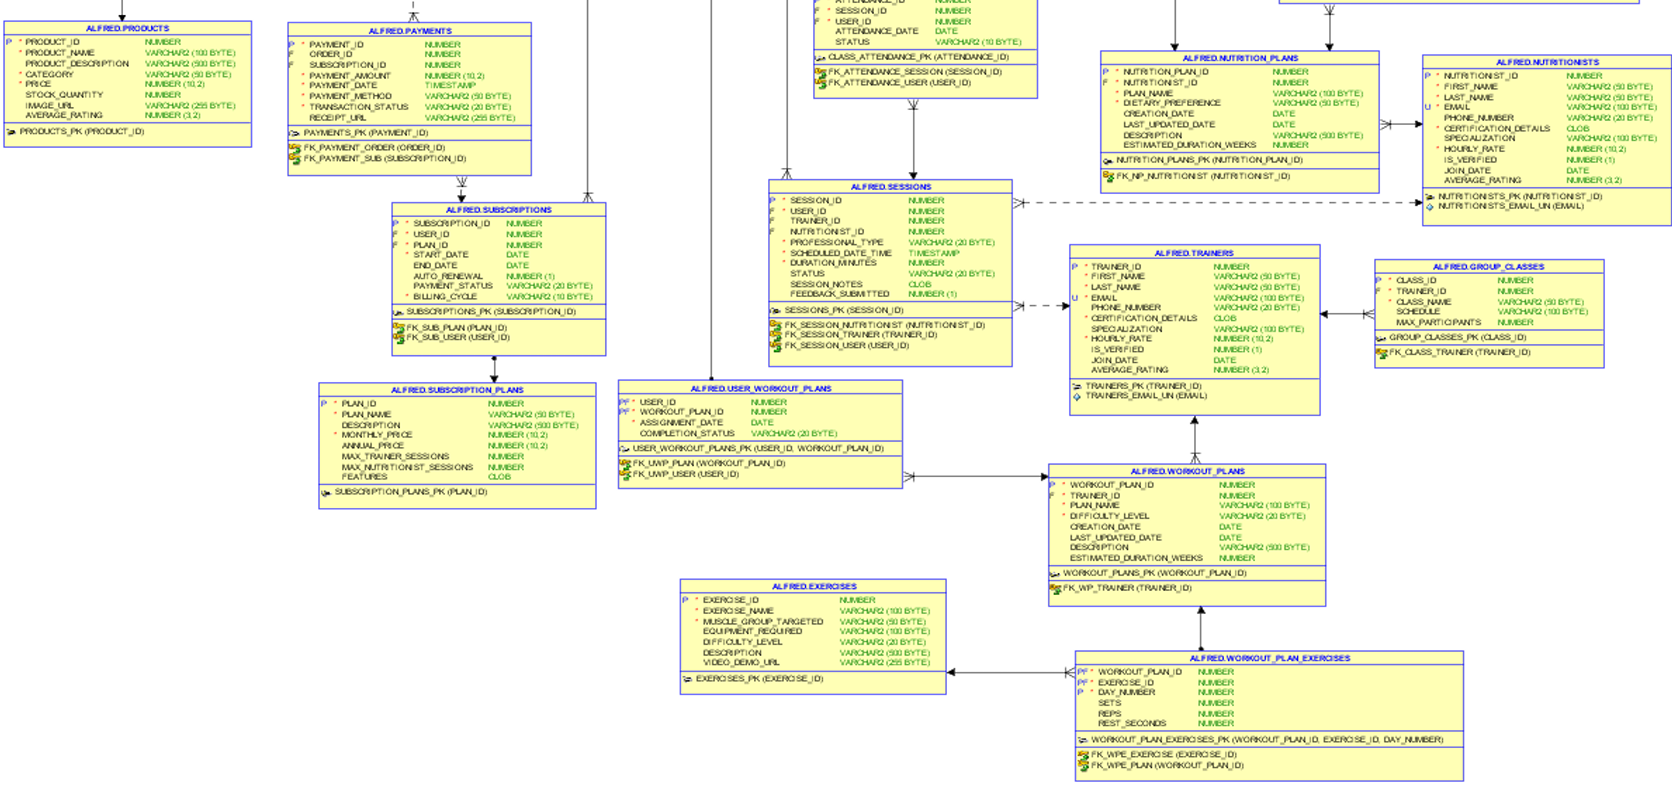 ALFRED.PRODUCTS
P * PRODUCT_ID NUMBER
* PRODUCT_NAME VARCHAR2 (100 BYTE)
PRODUCT_DESCRIPTION VARCHAR2 (500 BYTE)
* CATEGORY VARCHAR2 (50 BYTE)
* PRICE NUMBER (10,2)
STOCK_QUANTITY NUMBER
IMAGE_URL VARCHAR2 (255 BYTE)
AVERAGE_RATING NUMBER (3,2)
PRODUCTS_PK (PRODUCT_ID)
ALFRED.PAYMENTS
P * PAYMENT_ID NUMBER
F ORDER_ID NUMBER
F SUBSCRIPTION_ID NUMBER
* PAYMENT_AMOUNT NUMBER (10,2)
* PAYMENT_DATE TIMESTAMP
* PAYMENT_METHOD VARCHAR2 (50 BYTE)
* TRANSACTION_STATUS VARCHAR2 (20 BYTE)
RECEIPT_URL VARCHAR2 (255 BYTE)
PAYMENTS_PK (PAYMENT_ID)
FK_PAYMENT_ORDER (ORDER_ID)
FK_PAYMENT_SUB (SUBSCRIPTION_ID)
ALFRED.SUBSCRIPTIONS
P * SUBSCRIPTION_ID NUMBER
F * USER_ID NUMBER
F * PLAN_ID NUMBER
* START_DATE DATE
END_DATE DATE
AUTO_RENEWAL NUMBER (1)
PAYMENT_STATUS VARCHAR2 (20 BYTE)
* BILLING_CYCLE VARCHAR2 (10 BYTE)
SUBSCRIPTIONS_PK (SUBSCRIPTION_ID)
FK_SUB_PLAN (PLAN_ID)
FK_SUB_USER (USER_ID)
ALFRED.SUBSCRIPTION_PLANS
P * PLAN_ID NUMBER
* PLAN_NAME VARCHAR2 (50 BYTE)
DESCRIPTION VARCHAR2 (500 BYTE)
* MONTHLY_PRICE NUMBER (10,2)
ANNUAL_PRICE NUMBER (10,2)
MAX_TRAINER_SESSIONS NUMBER
MAX_NUTRITIONIST_SESSIONS NUMBER
FEATURES CLOB
SUBSCRIPTION_PLANS_PK (PLAN_ID)
F * SESSION_ID NUMBER
F * USER_ID NUMBER
ATTENDANCE_DATE DATE
STATUS VARCHAR2 (10 BYTE)
CLASS_ATTENDANCE_PK (ATTENDANCE_ID)
FK_ATTENDANCE_SESSION (SESSION_ID)
FK_ATTENDANCE_USER (USER_ID)
ALFRED.SESSIONS
P * SESSION_ID NUMBER
F * USER_ID NUMBER
F TRAINER_ID NUMBER
F NUTRITIONIST_ID NUMBER
* PROFESSIONAL_TYPE VARCHAR2 (20 BYTE)
* SCHEDULED_DATE_TIME TIMESTAMP
* DURATION_MINUTES NUMBER
STATUS VARCHAR2 (20 BYTE)
SESSION_NOTES CLOB
FEEDBACK_SUBMITTED NUMBER (1)
SESSIONS_PK (SESSION_ID)
FK_SESSION_NUTRITIONIST (NUTRITIONIST_ID)
FK_SESSION_TRAINER (TRAINER_ID)
FK_SESSION_USER (USER_ID)
ALFRED.USER_WORKOUT_PLANS
PF * USER_ID NUMBER
PF * WORKOUT_PLAN_ID NUMBER
* ASSIGNMENT_DATE DATE
COMPLETION_STATUS VARCHAR2 (20 BYTE)
USER_WORKOUT_PLANS_PK (USER_ID, WORKOUT_PLAN_ID)
FK_UWP_PLAN (WORKOUT_PLAN_ID)
FK_UWP_USER (USER_ID)
ALFRED.NUTRITION_PLANS
P * NUTRITION_PLAN_ID NUMBER
F * NUTRITIONIST_ID NUMBER
* PLAN_NAME VARCHAR2 (100 BYTE)
* DIETARY_PREFERENCE VARCHAR2 (50 BYTE)
CREATION_DATE DATE
LAST_UPDATED_DATE DATE
DESCRIPTION VARCHAR2 (500 BYTE)
ESTIMATED_DURATION_WEEKS NUMBER
NUTRITION_PLANS_PK (NUTRITION_PLAN_ID)
FK_NP_NUTRITIONIST (NUTRITIONIST_ID)
ALFRED.NUTRITIONISTS
P * NUTRITIONIST_ID NUMBER
* FIRST_NAME VARCHAR2 (50 BYTE)
* LAST_NAME VARCHAR2 (50 BYTE)
U * EMAIL VARCHAR2 (100 BYTE)
PHONE_NUMBER VARCHAR2 (20 BYTE)
* CERTIFICATION_DETAILS CLOB
SPECIALIZATION VARCHAR2 (100 BYTE)
* HOURLY_RATE NUMBER (10,2)
IS_VERIFIED NUMBER (1)
JOIN_DATE DATE
AVERAGE_RATING NUMBER (3,2)
NUTRITIONISTS_PK (NUTRITIONIST_ID)
NUTRITIONISTS_EMAIL_UN (EMAIL)
ALFRED.TRAINERS
P * TRAINER_ID NUMBER
* FIRST_NAME VARCHAR2 (50 BYTE)
* LAST_NAME VARCHAR2 (50 BYTE)
U * EMAIL VARCHAR2 (100 BYTE)
PHONE_NUMBER VARCHAR2 (20 BYTE)
* CERTIFICATION_DETAILS CLOB
SPECIALIZATION VARCHAR2 (100 BYTE)
* HOURLY_RATE NUMBER (10,2)
IS_VERIFIED NUMBER (1)
JOIN_DATE DATE
AVERAGE_RATING NUMBER (3,2)
TRAINERS_PK (TRAINER_ID)
TRAINERS_EMAIL_UN (EMAIL)
ALFRED.GROUP_CLASSES
P * CLASS_ID NUMBER
F * TRAINER_ID NUMBER
* CLASS_NAME VARCHAR2 (50 BYTE)
* SCHEDULE VARCHAR2 (100 BYTE)
MAX_PARTICIPANTS NUMBER
GROUP_CLASSES_PK (CLASS_ID)
FK_CLASS_TRAINER (TRAINER_ID)
ALFRED.WORKOUT_PLANS
P * WORKOUT_PLAN_ID NUMBER
F * TRAINER_ID NUMBER
* PLAN_NAME VARCHAR2 (100 BYTE)
* DIFFICULTY_LEVEL VARCHAR2 (20 BYTE)
CREATION_DATE DATE
LAST_UPDATED_DATE DATE
DESCRIPTION VARCHAR2 (500 BYTE)
ESTIMATED_DURATION_WEEKS NUMBER
WORKOUT_PLANS_PK (WORKOUT_PLAN_ID)
FK_WP_TRAINER (TRAINER_ID)
ALFRED.EXERCISES
P * EXERCISE_ID NUMBER
* EXERCISE_NAME VARCHAR2 (100 BYTE)
* MUSCLE_GROUP_TARGETED VARCHAR2 (50 BYTE)
EQUIPMENT_REQUIRED VARCHAR2 (100 BYTE)
DIFFICULTY_LEVEL VARCHAR2 (20 BYTE)
DESCRIPTION VARCHAR2 (500 BYTE)
VIDEO_DEMO_URL VARCHAR2 (255 BYTE)
EXERCISES_PK (EXERCISE_ID)
ALFRED.WORKOUT_PLAN_EXERCISES
PF * WORKOUT_PLAN_ID NUMBER
PF * EXERCISE_ID NUMBER
P * DAY_NUMBER NUMBER
SETS NUMBER
REPS NUMBER
REST_SECONDS NUMBER
WORKOUT_PLAN_EXERCISES_PK (WORKOUT_PLAN_ID, EXERCISE_ID, DAY_NUMBER)
FK_WPE_EXERCISE (EXERCISE_ID)
FK_WPE_PLAN (WORKOUT_PLAN_ID)